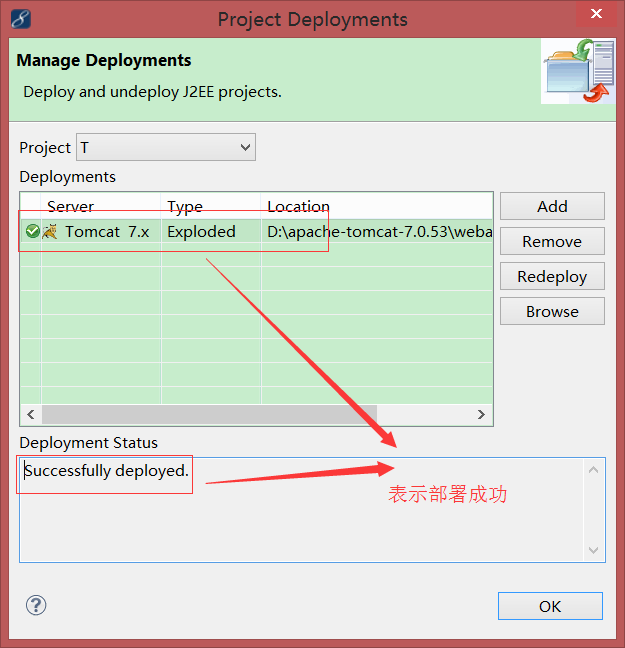 Project Deployments
Manage Deployments
Deploy and undeploy J2EE projects.
Project T
Deployments
Server Type Location
Tomcat 7.x Exploded D:\apache-tomcat-7.0.53\weba
Add
Remove
Redeploy
Browse
Deployment Status
Successfully deployed.
表示部署成功
OK